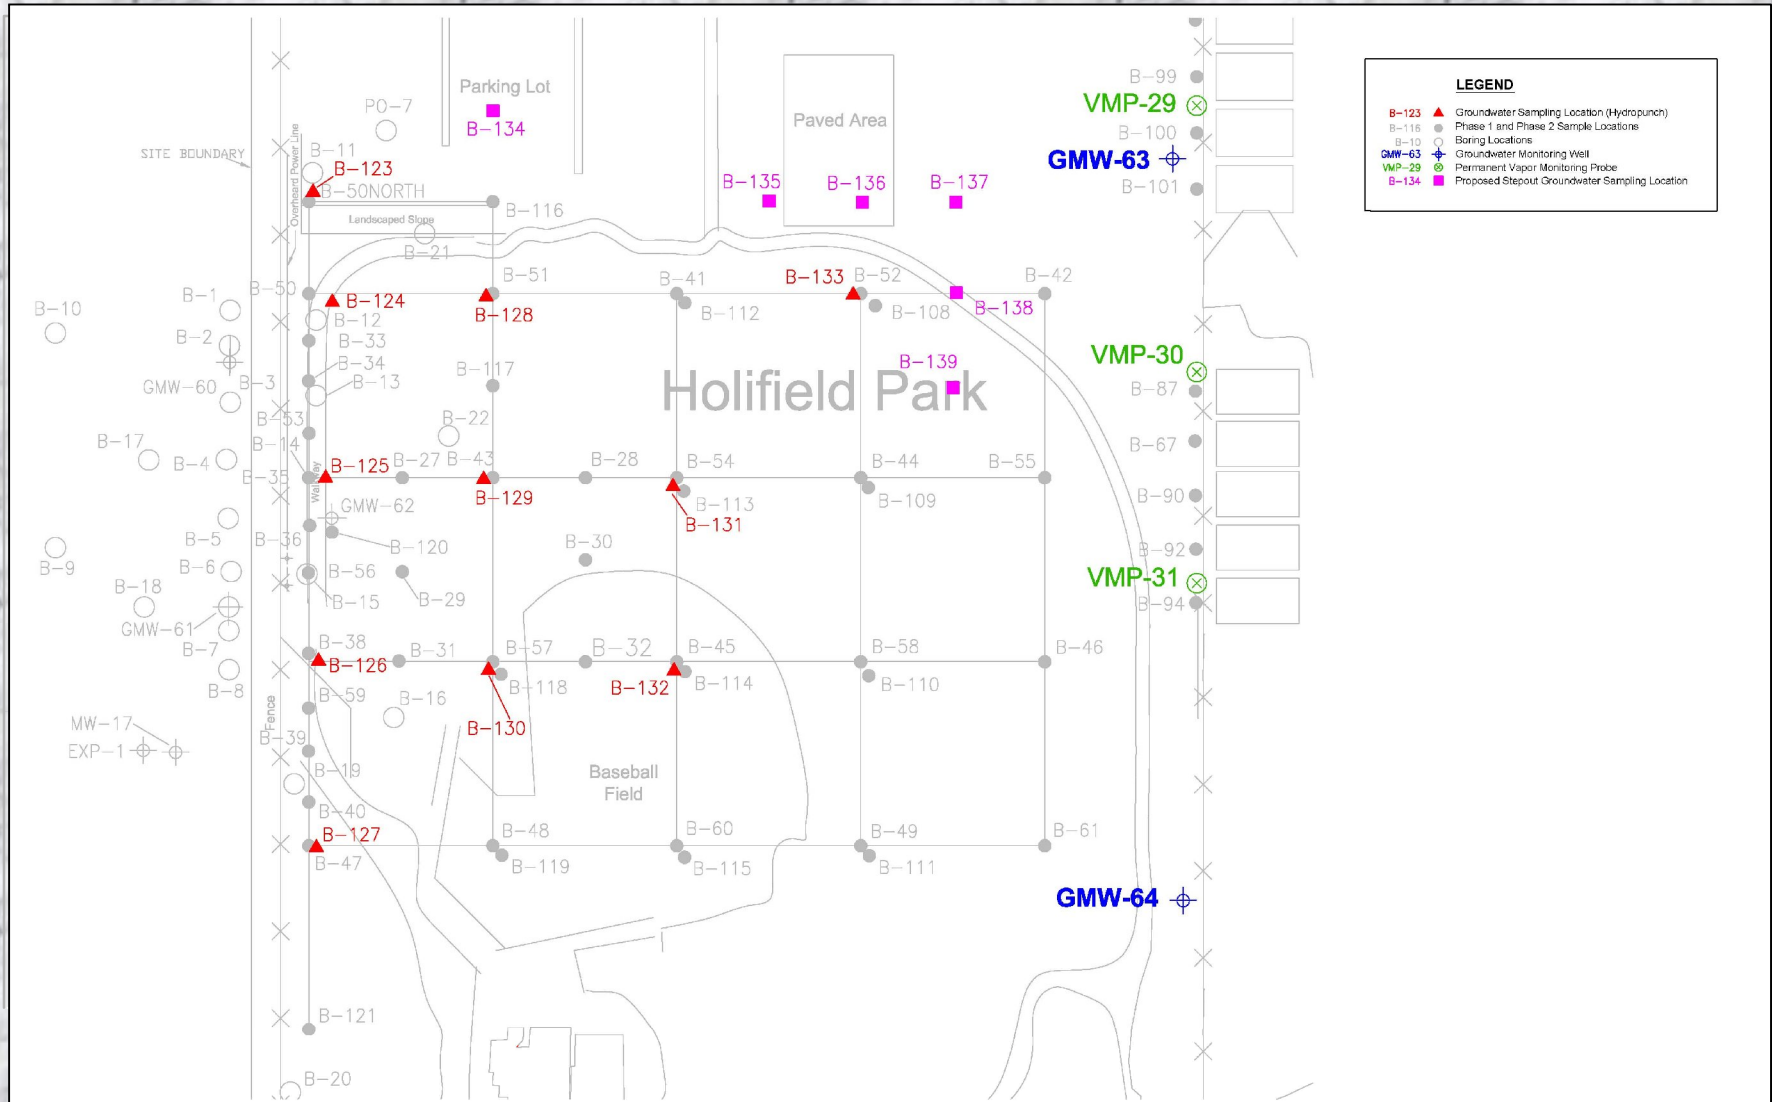 B-99
LEGEND
VMP-29
Parking Lot
PO-7
B-123 Groundwater Sampling Location (Hydropunch)
B-134
Paved Area
B-100
B-116 Phase 1 and Phase 2 Sample Locations
B-10 Boring Locations
SITE BOUNDARY
Overheard Power Line
B-11
GMW-63
GMW-63 Groundwater Monitoring Well
B-123
VMP-29 Permanent Vapor Monitoring Probe
B-135
B-136
B-137
B-134 Proposed Stepout Groundwater Sampling Location
B-50NORTH
B-101
B-116
Landscaped Slope
B-21
B-51
B-41
B-133
B-52
B-42
B-50
B-1
B-124
B-10
B-128
B-112
B-108
B-138
B-12
B-2
B-33
B-34
B-117
B-139
VMP-30
B-3
B-13
GMW-60
Holifield Park
B-87
B-53
B-22
B-17
B-14
B-67
B-4
B-125
B-27
B-43
B-28
B-54
B-44
B-55
B-35
Walkway
B-129
B-113
B-109
B-90
GMW-62
B-131
B-5
B-36
B-120
B-30
B-92
B-9
B-6
B-56
VMP-31
B-18
B-15
B-29
B-94
GMW-61
B-7
B-38
B-31
B-57
B-32
B-45
B-58
B-46
B-126
B-8
B-118
B-132
B-114
B-110
B-59
B-16
Fence
MW-17
B-130
B-39
EXP-1
B-19
Baseball
Field
B-40
B-127
B-48
B-60
B-49
B-61
B-47
B-119
B-115
B-111
GMW-64
B-121
B-20